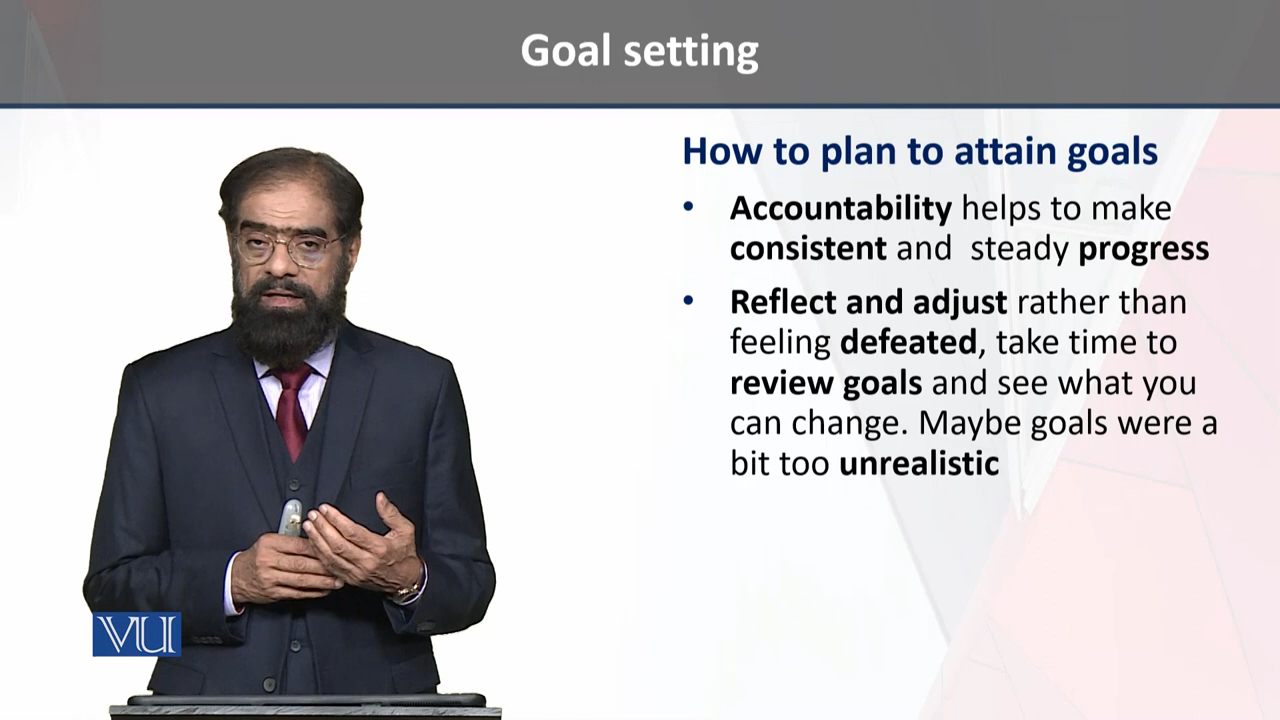 Goal setting
How to plan to attain goals
• Accountability helps to make
consistent and  steady progress
• Reflect and adjust rather than
feeling defeated, take time to
review goals and see what you
can change. Maybe goals were a
bit too unrealistic
VU